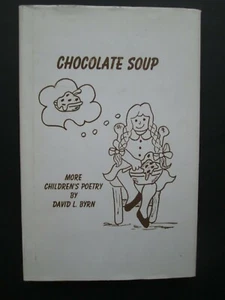 CHOCOLATE SOUP
MORE
CHILDREN'S POETRY
BY
DAVID L. BYRN